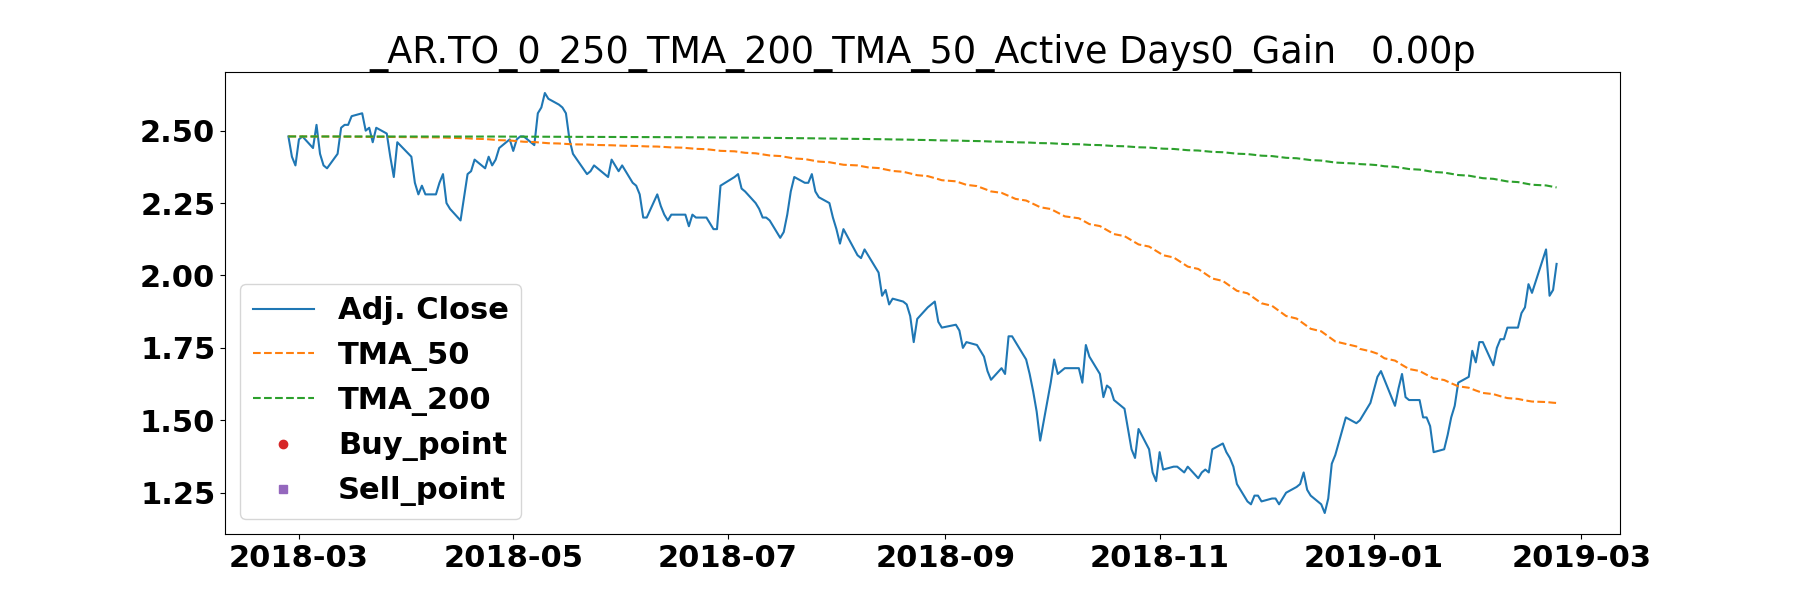 _AR.TO_0_250_TMA_200_TMA_50_Active Days0_Gain   0.00p
2.50
2.25
2.00
1.75
1.50
1.25
Adj. Close
TMA_50
TMA_200
Buy_point
Sell_point
2018-03 2018-05 2018-07 2018-09 2018-11 2019-01 2019-03